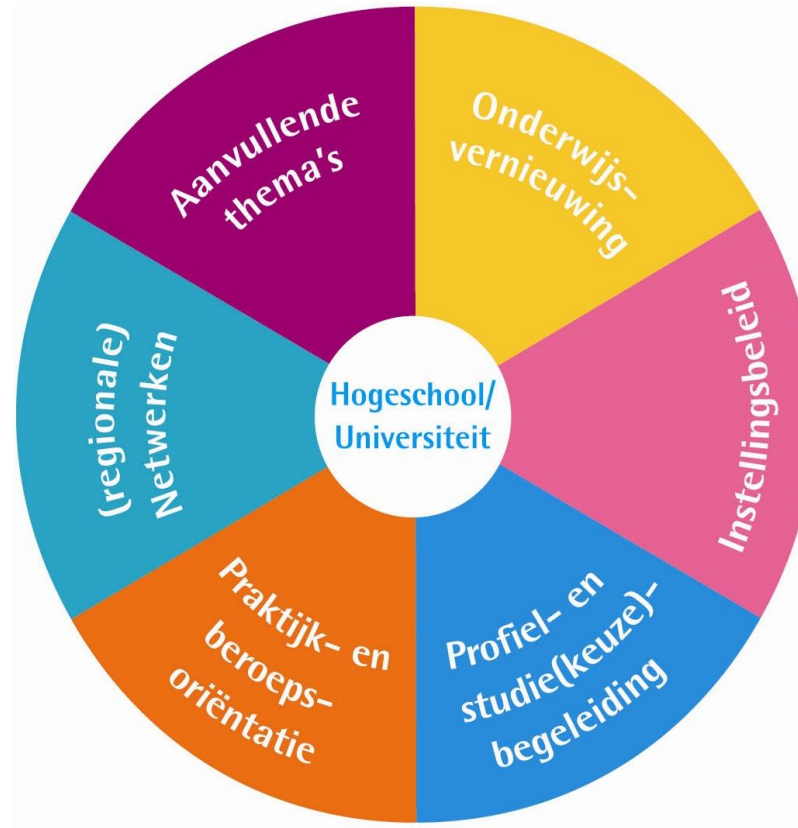 Aanvullende
thema's
Onderwijs-
vernieuwing
(regionale)
Netwerken
Hogeschool/
Universiteit
Instellingsbeleid
Praktijk- en
beroeps-
oriëntatie
Profiel- en
studie(keuze)-
begeleiding